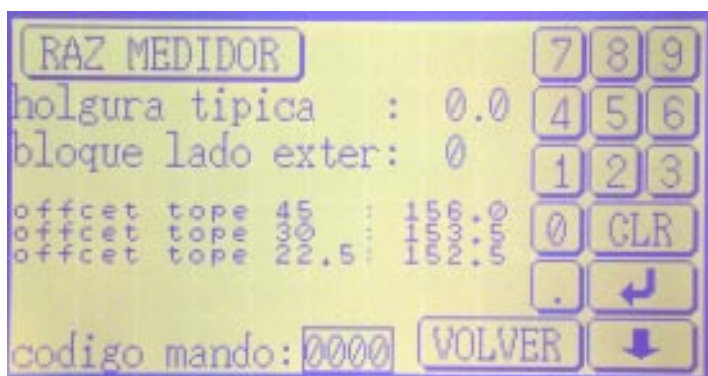 RAZ MEDIDOR
7 8 9
holgura tipica : 0.0
4 5 6
bloque lado exter: 0
1 2 3
offcet tope 45 : 156.0
offcet tope 30 : 153.5
offcet tope 22.5: 152.5
0 CLR
.
codigo mando: 0000
VOLVER